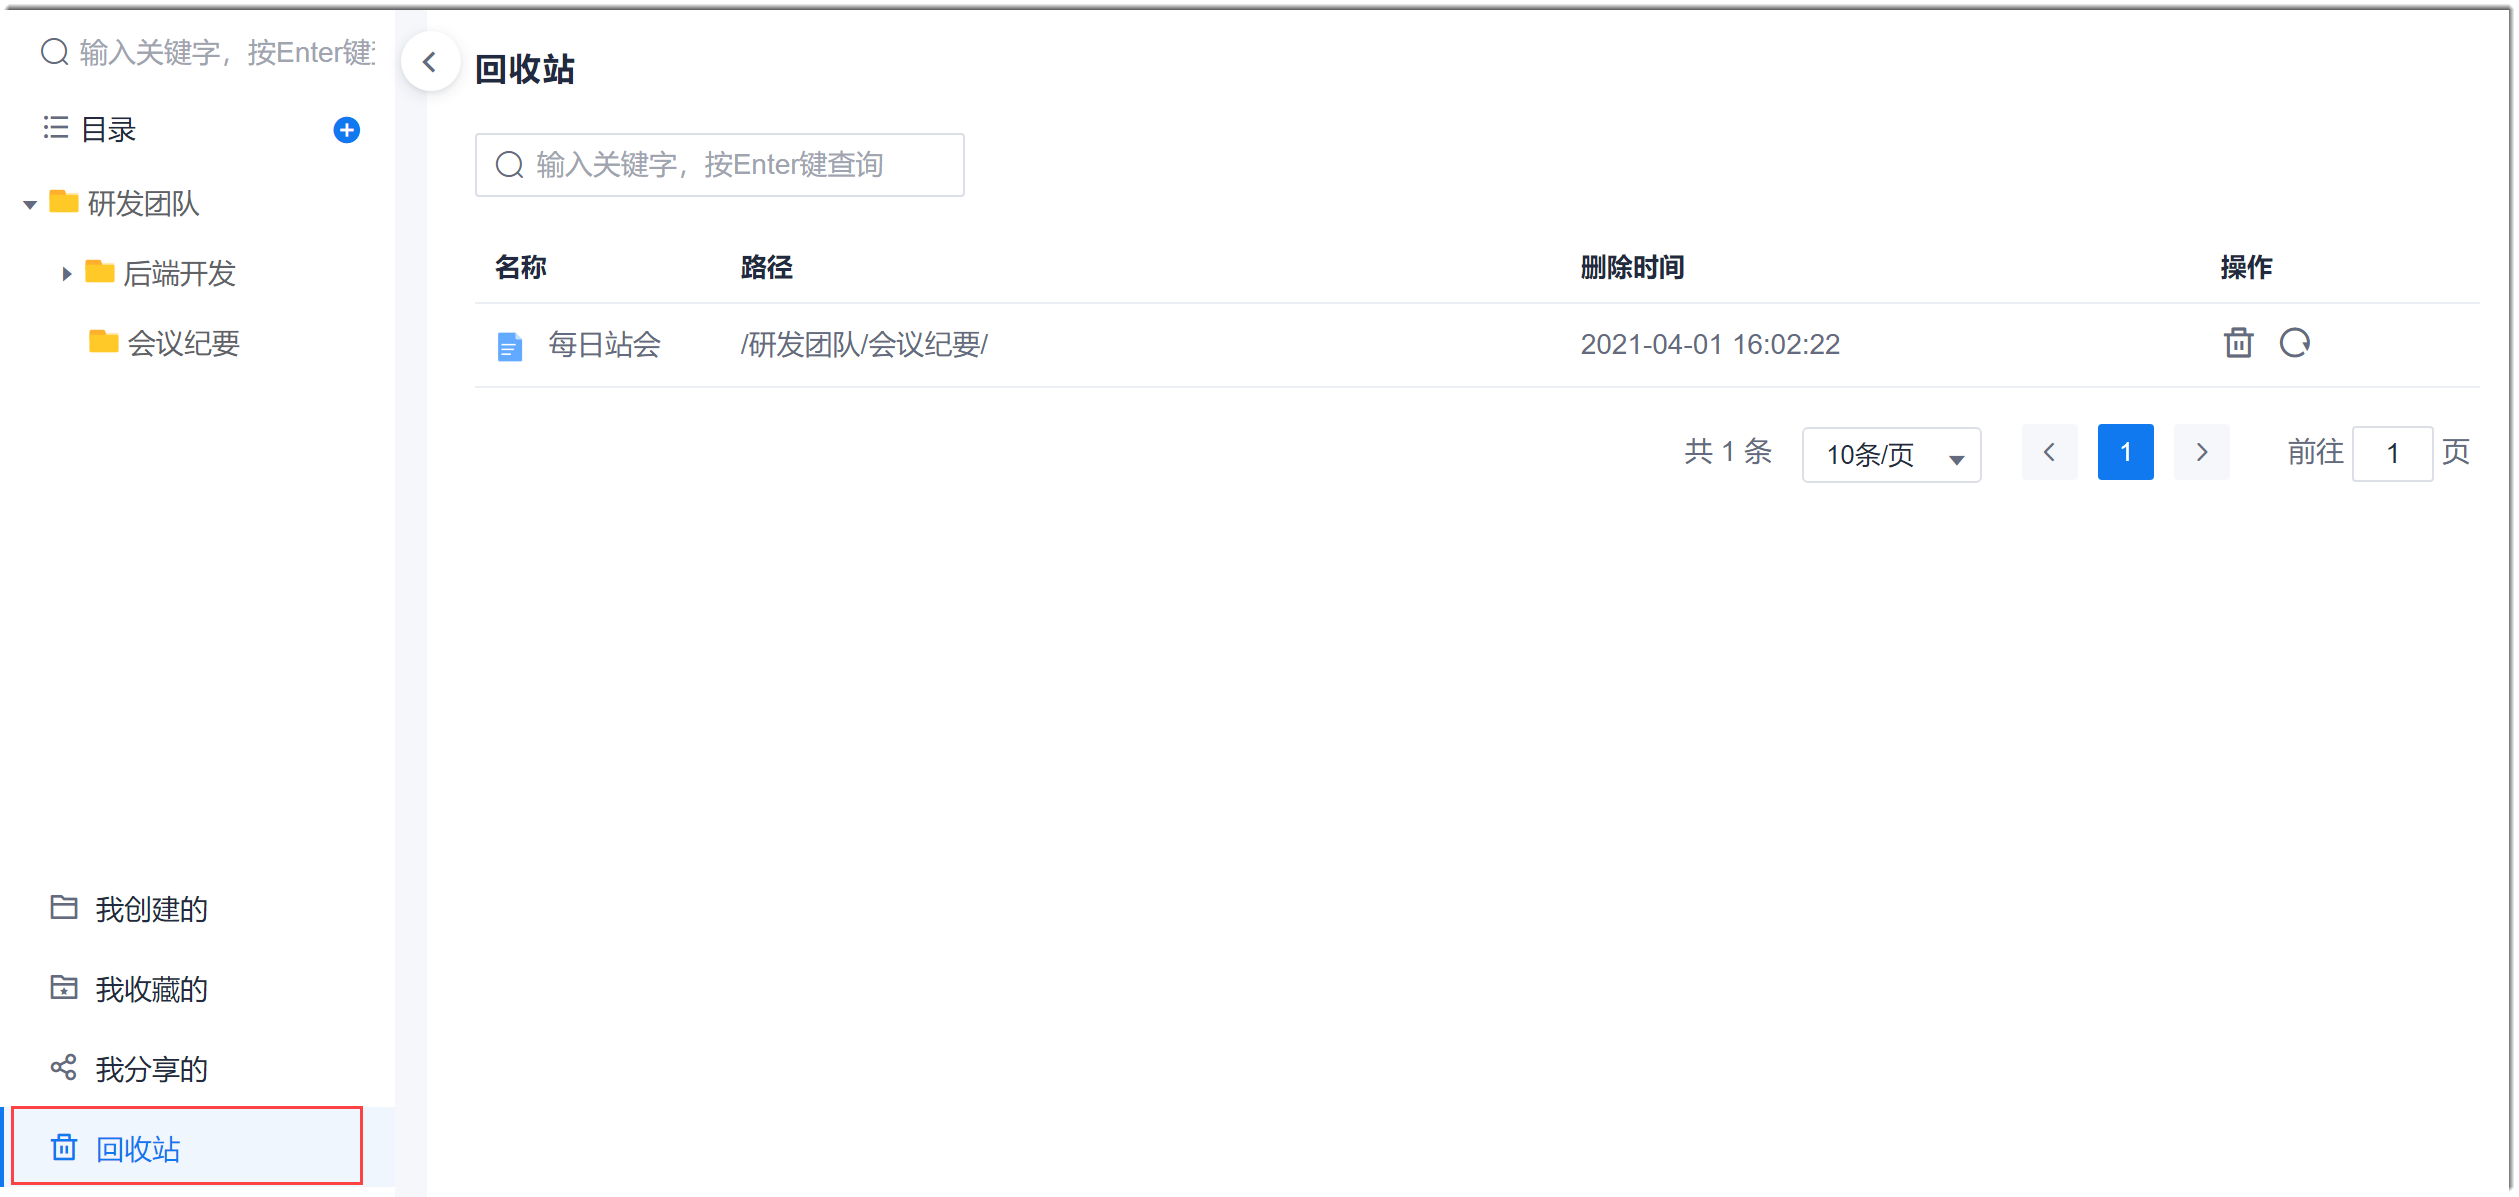 输入关键字，按Enter键
目录
研发团队
后端开发
会议纪要
我创建的
我收藏的
我分享的
回收站
回收站
输入关键字，按Enter键查询
名称 路径 删除时间 操作
每日站会 /研发团队/会议纪要/ 2021-04-01 16:02:22
共 1 条 10条/页 1 前往 1 页